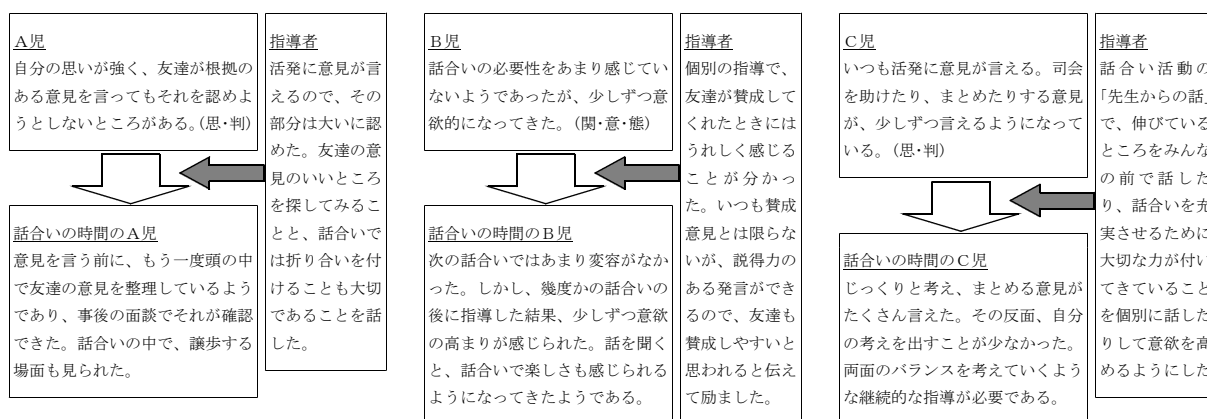 Ａ児
自分の思いが強く、友達が根拠の
ある意見を言ってもそれを認めよ
うとしないところがある。（思・判）
指導者
活発に意見が言
えるので、その
部分は大いに認
めた。友達の意
見のいいところ
を探してみるこ
とと、話合いで
は折り合いを付
けることも大切
であることを話
した。
話合いの時間のＡ児
意見を言う前に、もう一度頭の中
で友達の意見を整理しているよう
であり、事後の面談でそれが確認
できた。話合いの中で、譲歩する
場面も見られた。
Ｂ児
話合いの必要性をあまり感じてい
ないようであったが、少しずつ意
欲的になってきた。（関・意・態）
指導者
個別の指導で、
友達が賛成して
くれたときには
うれしく感じる
ことが分かっ
た。いつも賛成
意見とは限らな
いが、説得力の
ある発言ができ
るので、友達も
賛成しやすいと
思われると伝え
て励ました。
話合いの時間のＢ児
次の話合いではあまり変容がなか
った。しかし、幾度かの話合いの
後に指導した結果、少しずつ意欲
の高まりが感じられた。話を聞く
と、話合いで楽しさも感じられる
ようになってきたようである。
Ｃ児
いつも活発に意見が言える。司会
を助けたり、まとめたりする意見
が、少しずつ言えるようになって
いる。（思・判）
指導者
話合い活動の
「先生からの話」
で、伸びている
ところをみんな
の前で話した
り、話合いを充
実させるために
大切な力が付い
てきていること
を個別に話した
りして意欲を高
めるようにした
話合いの時間のＣ児
じっくりと考え、まとめる意見が
たくさん言えた。その反面、自分
の考えを出すことが少なかった。
両面のバランスを考えていくよう
な継続的な指導が必要である。